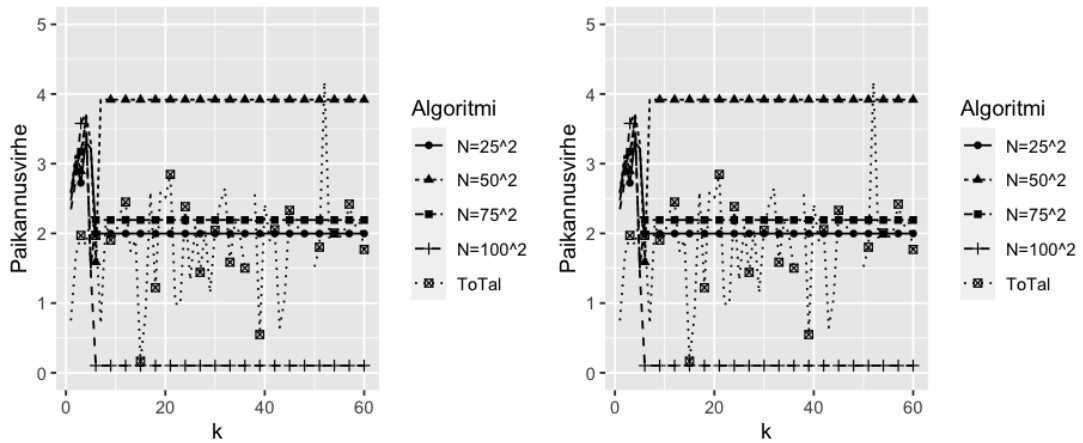 Paikannusvirhe
5
4
3
2
1
0
0
20
40
60
k
Algoritmi
N=25^2
N=50^2
N=75^2
N=100^2
ToTal
Paikannusvirhe
5
4
3
2
1
0
0
20
40
60
k
Algoritmi
N=25^2
N=50^2
N=75^2
N=100^2
ToTal